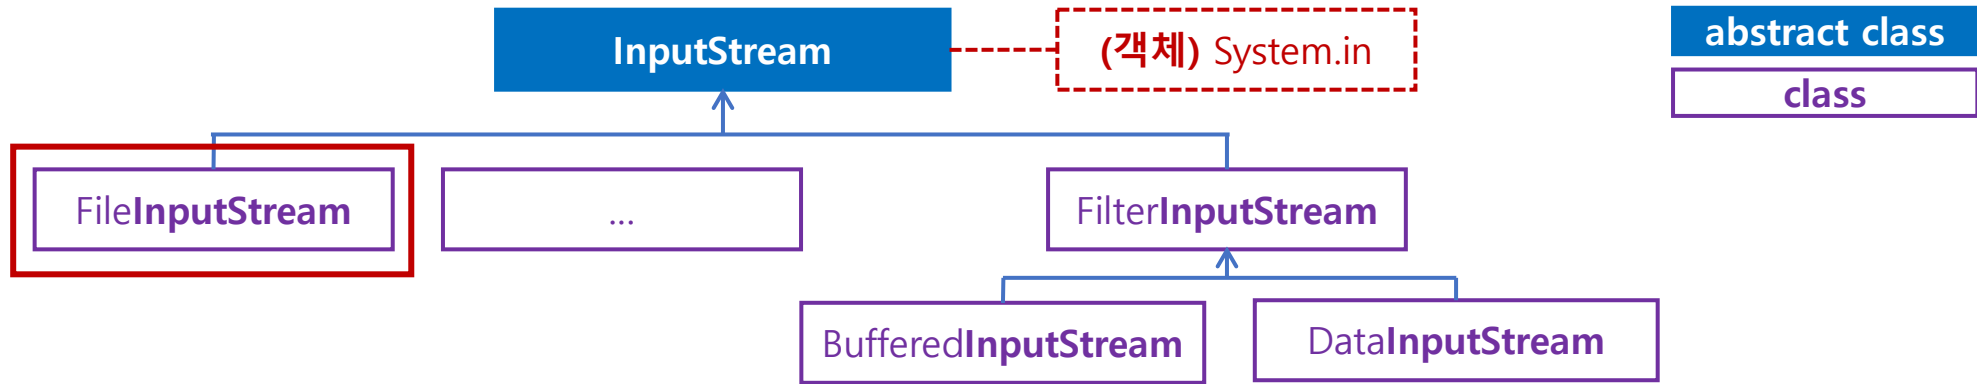 InputStream
(객체) System.in
abstract class
class
FileInputStream
...
FilterInputStream
BufferedInputStream
DataInputStream